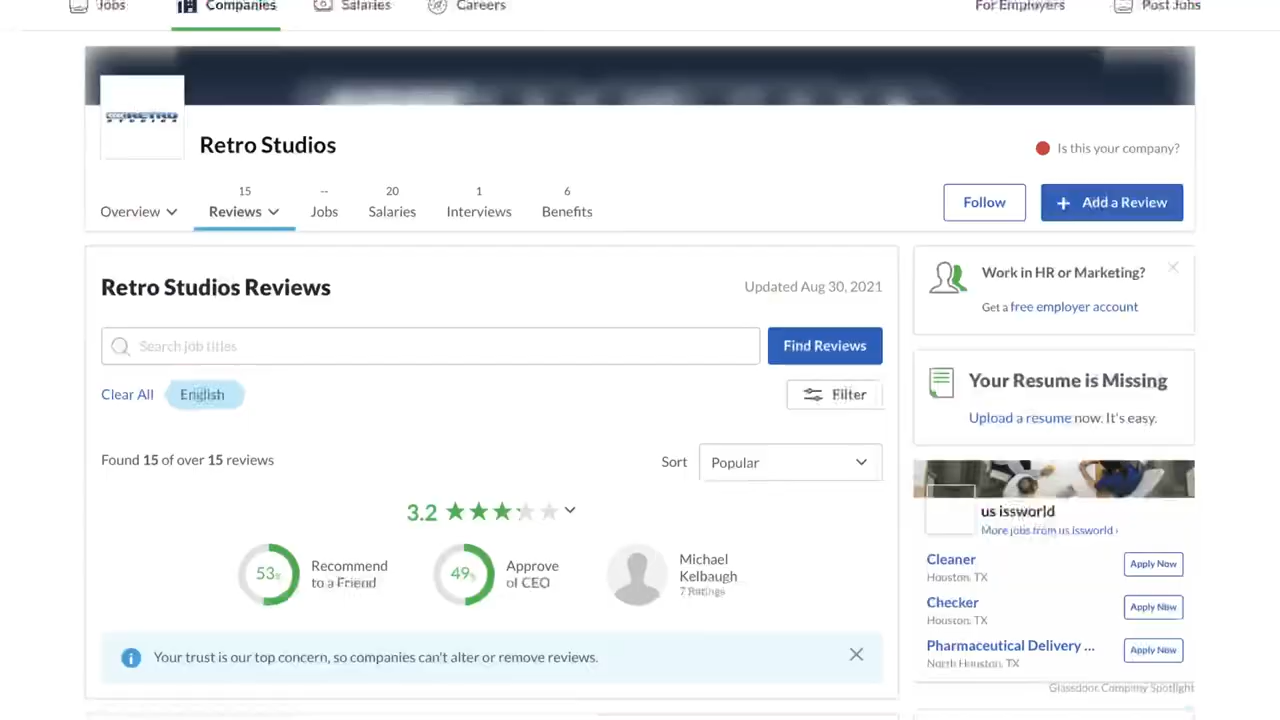 Jobs Companies Salaries Careers For Employers Post Jobs
RETRO
STUDIOS
Retro Studios
Is this your company?
15 -- 20 1 6
Overview Reviews Jobs Salaries Interviews Benefits
Follow
+ Add a Review
Retro Studios Reviews
Updated Aug 30, 2021
Search job titles
Find Reviews
Clear All English
Filter
Found 15 of over 15 reviews
Sort Popular
3.2
53%
Recommend
to a Friend
49%
Approve
of CEO
Michael
Kelbaugh
7 Ratings
Your trust is our top concern, so companies can't alter or remove reviews.
Work in HR or Marketing?
Get a free employer account
Your Resume is Missing
Upload a resume now. It's easy.
us issworld
More jobs from us issworld ›
Cleaner
Houston, TX
Apply Now
Checker
Houston, TX
Apply Now
Pharmaceutical Delivery ...
North Houston, TX
Apply Now
Glassdoor Company Spotlight